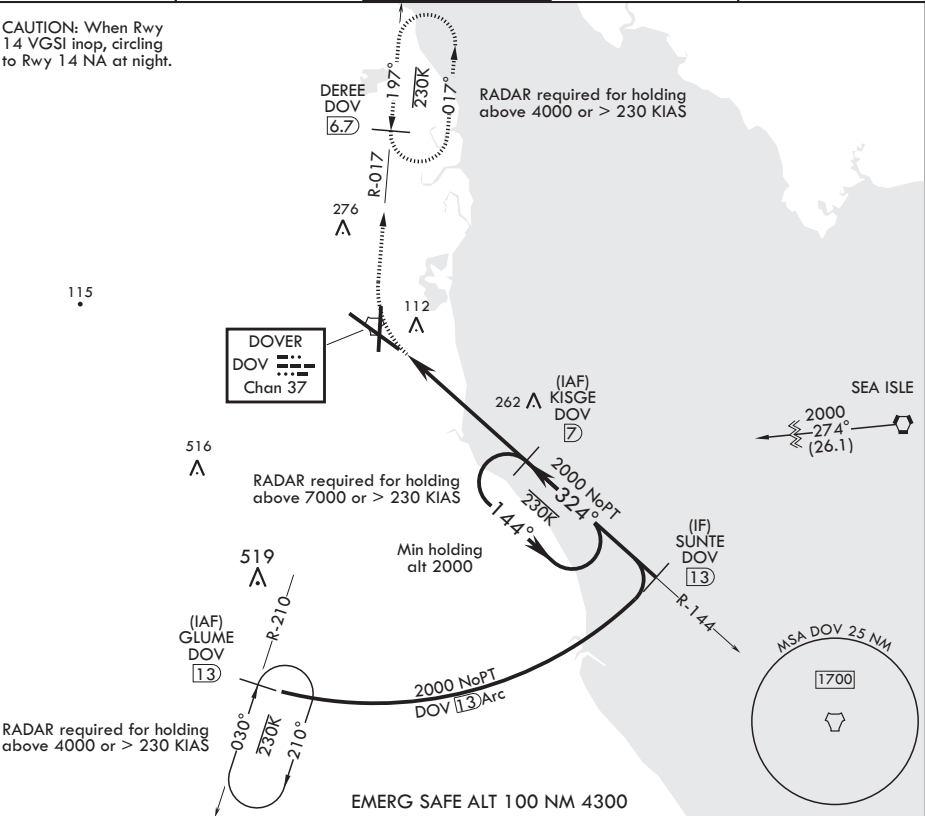 CAUTION: When Rwy
14 VGSI inop, circling
to Rwy 14 NA at night.
197°
230K
017°
DEREE
DOV
6.7
RADAR required for holding
above 4000 or > 230 KIAS
R-017
276
115
112
DOVER
DOV
Chan 37
262
(IAF)
KISGE
DOV
7
SEA ISLE
2000
274°
(26.1)
516
RADAR required for holding
above 7000 or > 230 KIAS
2000 NoPT
324°
230K
144°
Min holding
alt 2000
(IF)
SUNTE
DOV
13
R-144
519
R-210
(IAF)
GLUME
DOV
13
2000 NoPT
DOV 13 Arc
MSA DOV 25 NM
1700
RADAR required for holding
above 4000 or > 230 KIAS
030°
230K
210°
EMERG SAFE ALT 100 NM 4300